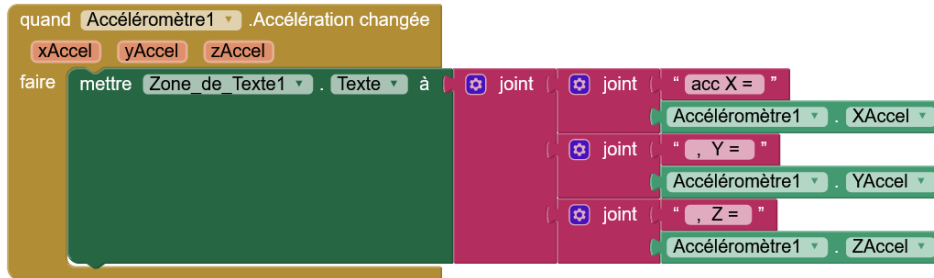 quand Accéléromètre1 .Accélération changée
xAccel yAccel zAccel
faire mettre Zone_de_Texte1 . Texte à joint joint “ acc X = ”
Accéléromètre1 . XAccel
joint “ , Y = ”
Accéléromètre1 . YAccel
joint “ , Z = ”
Accéléromètre1 . ZAccel